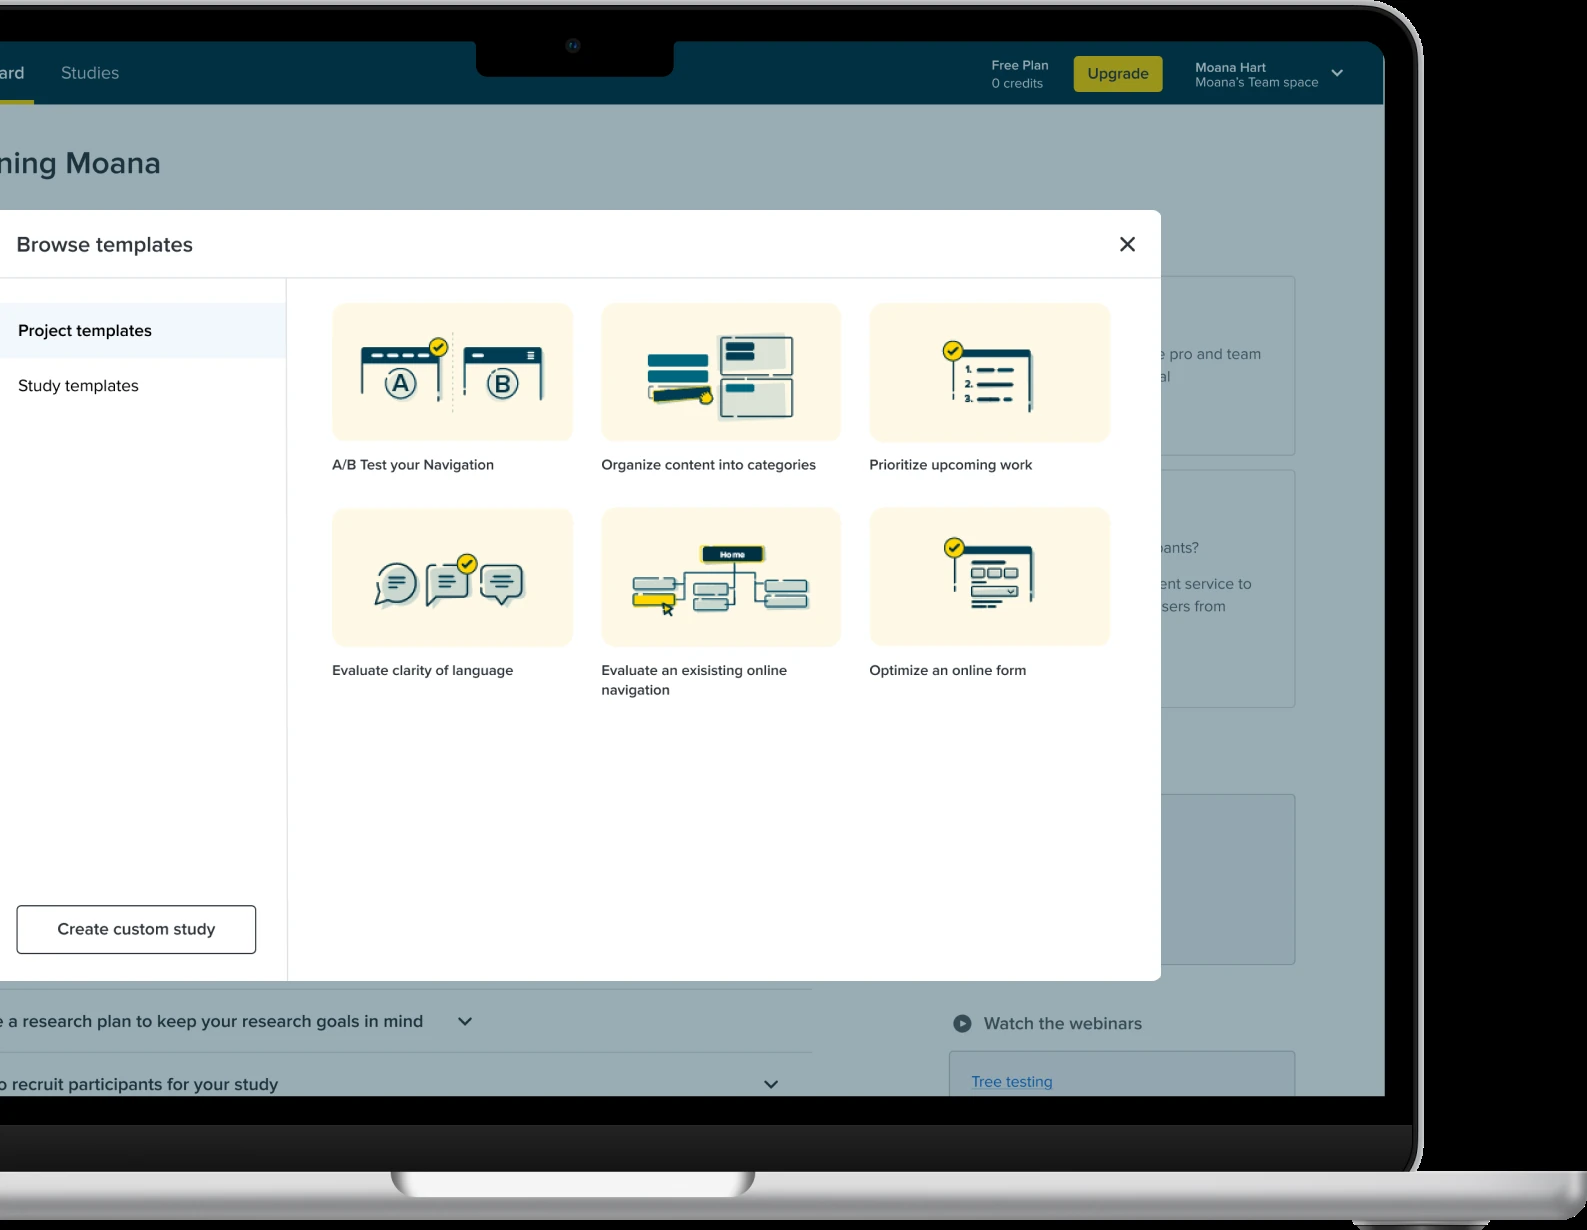 ard
Studies
Free Plan
0 credits
Upgrade
Moana Hart
Moana's Team space
ning Moana
Browse templates
Project templates
Study templates
Create custom study
A
B
A/B Test your Navigation
Organize content into categories
1.
2.
3.
Prioritize upcoming work
Evaluate clarity of language
Home
Evaluate an exisisting online
navigation
Optimize an online form
e pro and team
al
pants?
ent service to
sers from
e a research plan to keep your research goals in mind
o recruit participants for your study
Watch the webinars
Tree testing